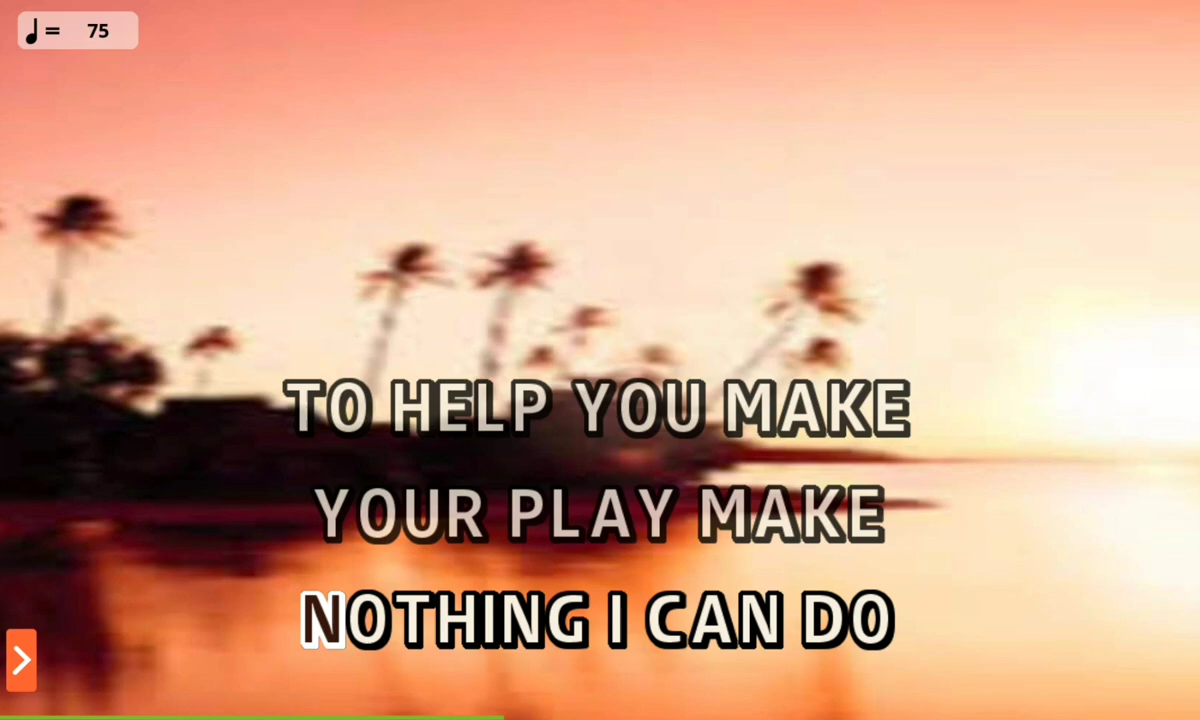 ♩ = 75
TO HELP YOU MAKE
YOUR PLAY MAKE
NOTHING I CAN DO